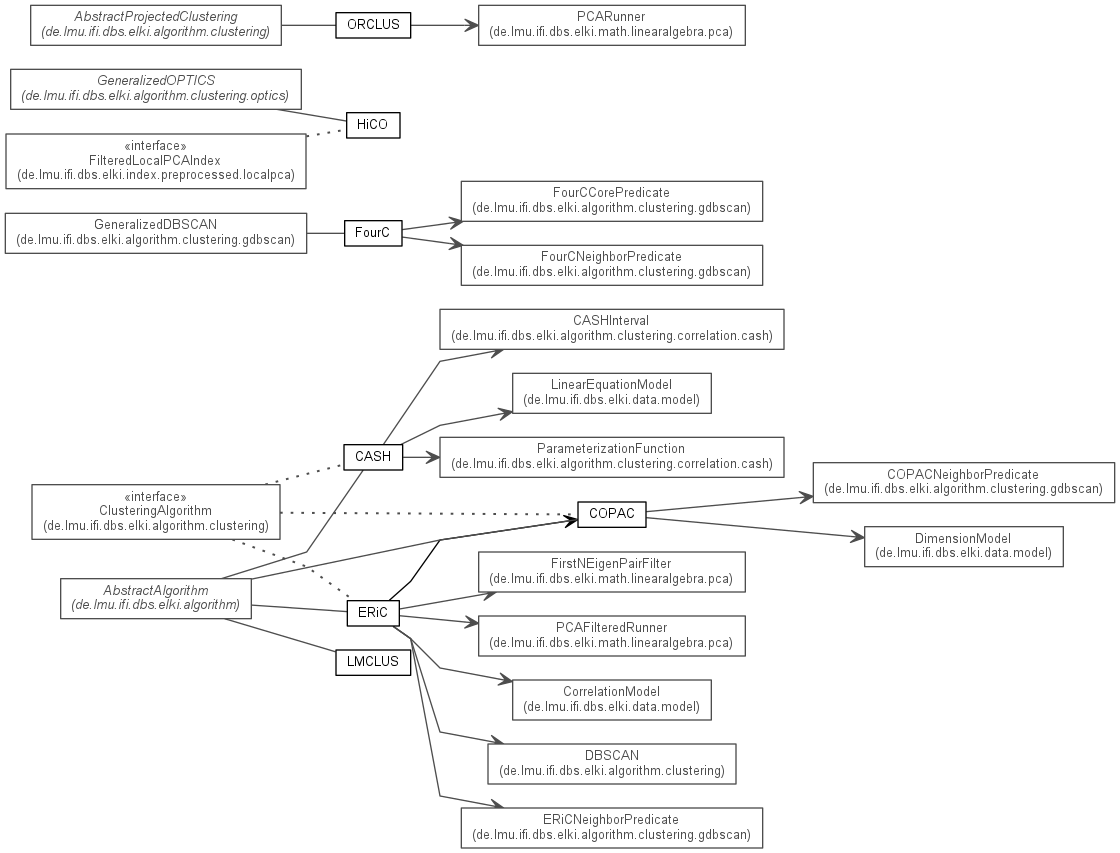 AbstractProjectedClustering
(de.lmu.ifi.dbs.elki.algorithm.clustering)
ORCLUS
PCARunner
(de.lmu.ifi.dbs.elki.math.linearalgebra.pca)
GeneralizedOPTICS
(de.lmu.ifi.dbs.elki.algorithm.clustering.optics)
HiCO
«interface»
FilteredLocalPCAIndex
(de.lmu.ifi.dbs.elki.index.preprocessed.localpca)
GeneralizedDBSCAN
(de.lmu.ifi.dbs.elki.algorithm.clustering.gdbscan)
FourC
FourCCorePredicate
(de.lmu.ifi.dbs.elki.algorithm.clustering.gdbscan)
FourCNeighborPredicate
(de.lmu.ifi.dbs.elki.algorithm.clustering.gdbscan)
CASHInterval
(de.lmu.ifi.dbs.elki.algorithm.clustering.correlation.cash)
LinearEquationModel
(de.lmu.ifi.dbs.elki.data.model)
CASH
ParameterizationFunction
(de.lmu.ifi.dbs.elki.algorithm.clustering.correlation.cash)
«interface»
ClusteringAlgorithm
(de.lmu.ifi.dbs.elki.algorithm.clustering)
COPAC
COPACNeighborPredicate
(de.lmu.ifi.dbs.elki.algorithm.clustering.gdbscan)
DimensionModel
(de.lmu.ifi.dbs.elki.data.model)
AbstractAlgorithm
(de.lmu.ifi.dbs.elki.algorithm)
ERiC
FirstNEigenPairFilter
(de.lmu.ifi.dbs.elki.math.linearalgebra.pca)
PCAFilteredRunner
(de.lmu.ifi.dbs.elki.math.linearalgebra.pca)
LMCLUS
CorrelationModel
(de.lmu.ifi.dbs.elki.data.model)
DBSCAN
(de.lmu.ifi.dbs.elki.algorithm.clustering)
ERiCNeighborPredicate
(de.lmu.ifi.dbs.elki.algorithm.clustering.gdbscan)